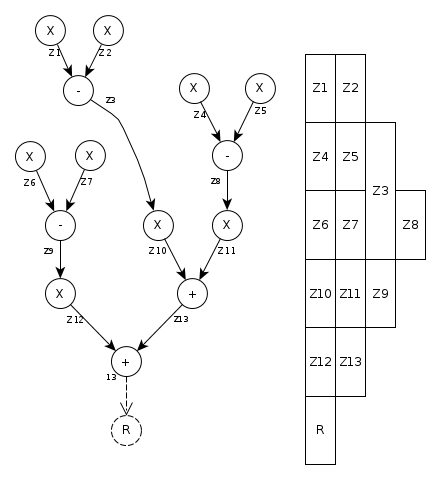 X X
Z1 Z2
-
Z3
X X
Z4 Z5
X X
Z6 Z7
-
Z8
-
Z9
X X
Z10 Z11
X
Z12
+
Z13
+
13
R
Z1 Z2
Z4 Z5
Z3
Z6 Z7 Z8
Z10 Z11 Z9
Z12 Z13
R